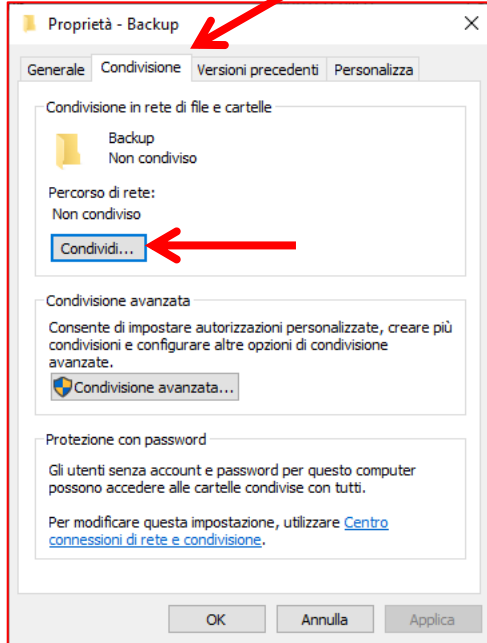 Proprietà - Backup
Generale Condivisione Versioni precedenti Personalizza
Condivisione in rete di file e cartelle
Backup
Non condiviso
Percorso di rete:
Non condiviso
Condividi...
Condivisione avanzata
Consente di impostare autorizzazioni personalizzate, creare più
condivisioni e configurare altre opzioni di condivisione
avanzate.
Condivisione avanzata...
Protezione con password
Gli utenti senza account e password per questo computer
possono accedere alle cartelle condivise con tutti.
Per modificare questa impostazione, utilizzare Centro
connessioni di rete e condivisione.
OK Annulla Applica